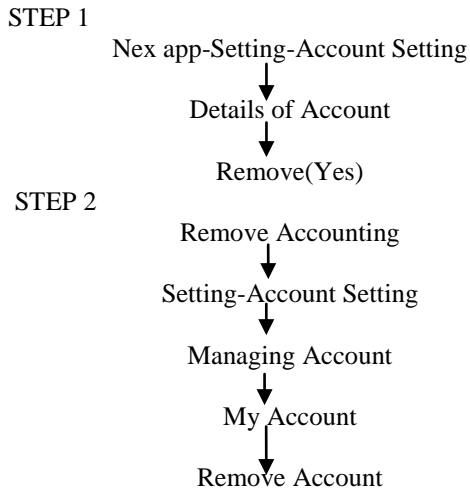 STEP 1
Nex app-Setting-Account Setting
Details of Account
Remove(Yes)
STEP 2
Remove Accounting
Setting-Account Setting
Managing Account
My Account
Remove Account